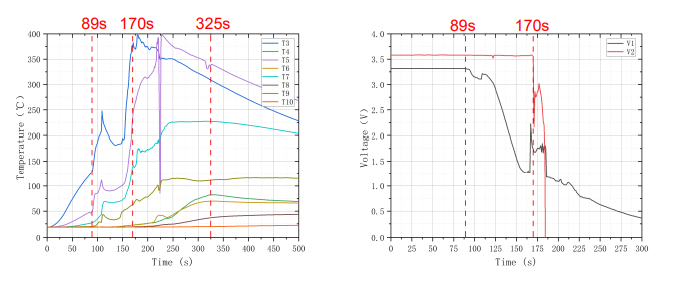 89s 170s 325s
400
350
300
250
200
150
100
50
0
Temperature (℃)
0 50 100 150 200 250 300 350 400 450 500
Time (s)
T3
T4
T5
T6
T7
T8
T9
T10
89s 170s
4.0
3.5
3.0
2.5
2.0
1.5
1.0
0.5
0.0
Voltage (V)
0 25 50 75 100 125 150 175 200 225 250 275 300
Time (s)
V1
V2